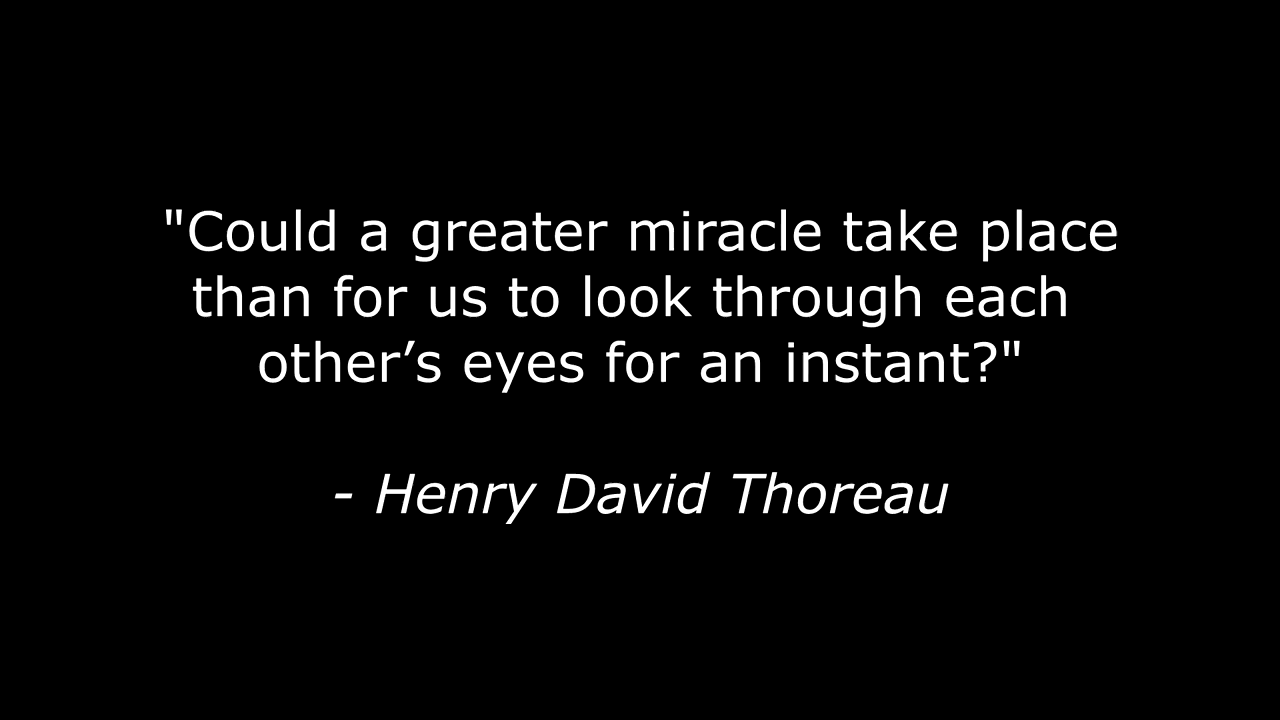 "Could a greater miracle take place
than for us to look through each
other’s eyes for an instant?"
- Henry David Thoreau